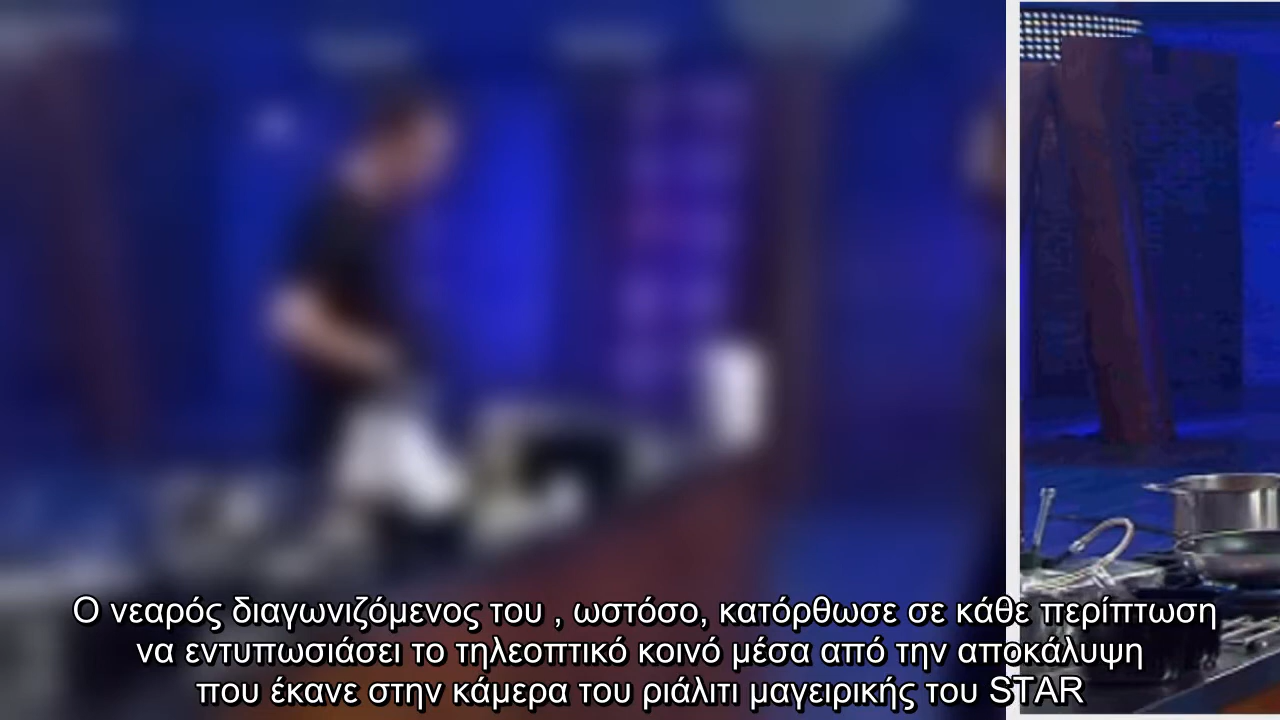 Ο νεαρός διαγωνιζόμενος του , ωστόσο, κατόρθωσε σε κάθε περίπτωση
να εντυπωσιάσει το τηλεοπτικό κοινό μέσα από την αποκάλυψη
που έκανε στην κάμερα του ριάλιτι μαγειρικής του STAR